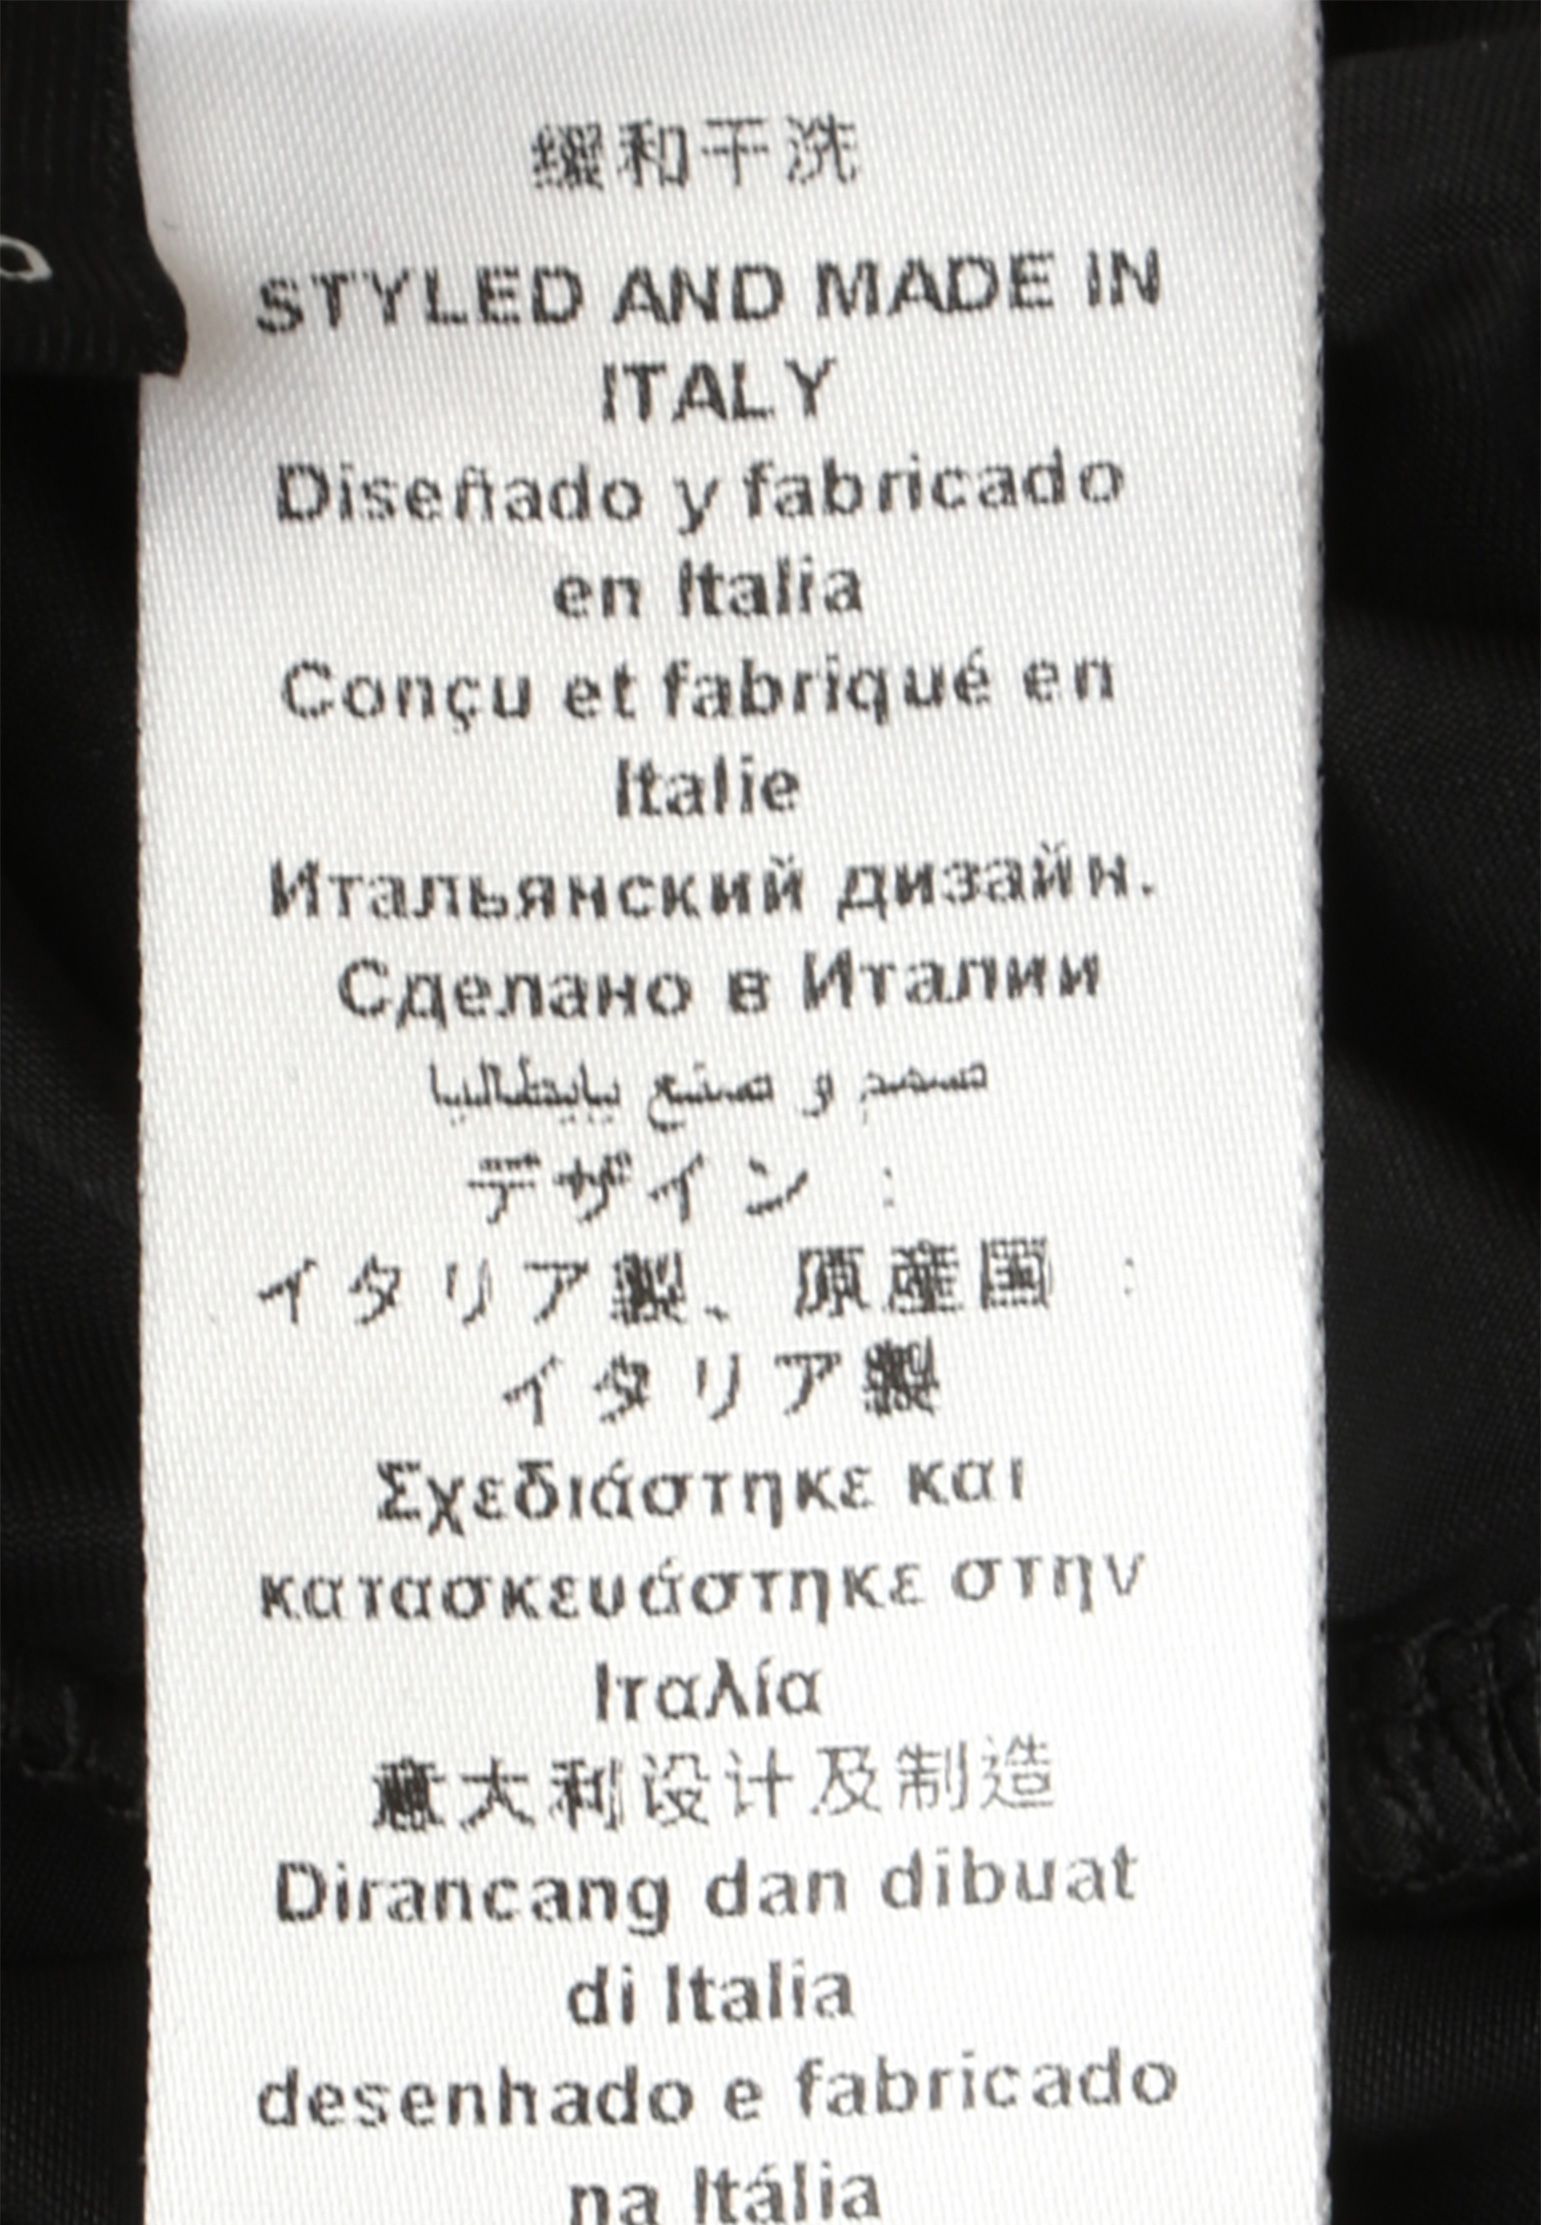 缓和干洗
STYLED AND MADE IN
ITALY
Diseñado y fabricado
en Italia
Conçu et fabriqué en
Italie
Итальянский дизайн.
Сделано в Италии
صمم و صنع بايطاليا
デザイン :
イタリア製、原産国 :
イタリア製
Σχεδιάστηκε και
κατασκευάστηκε στην
Ιταλία
意大利设计及制造
Dirancang dan dibuat
di Italia
desenhado e fabricado
na Itália